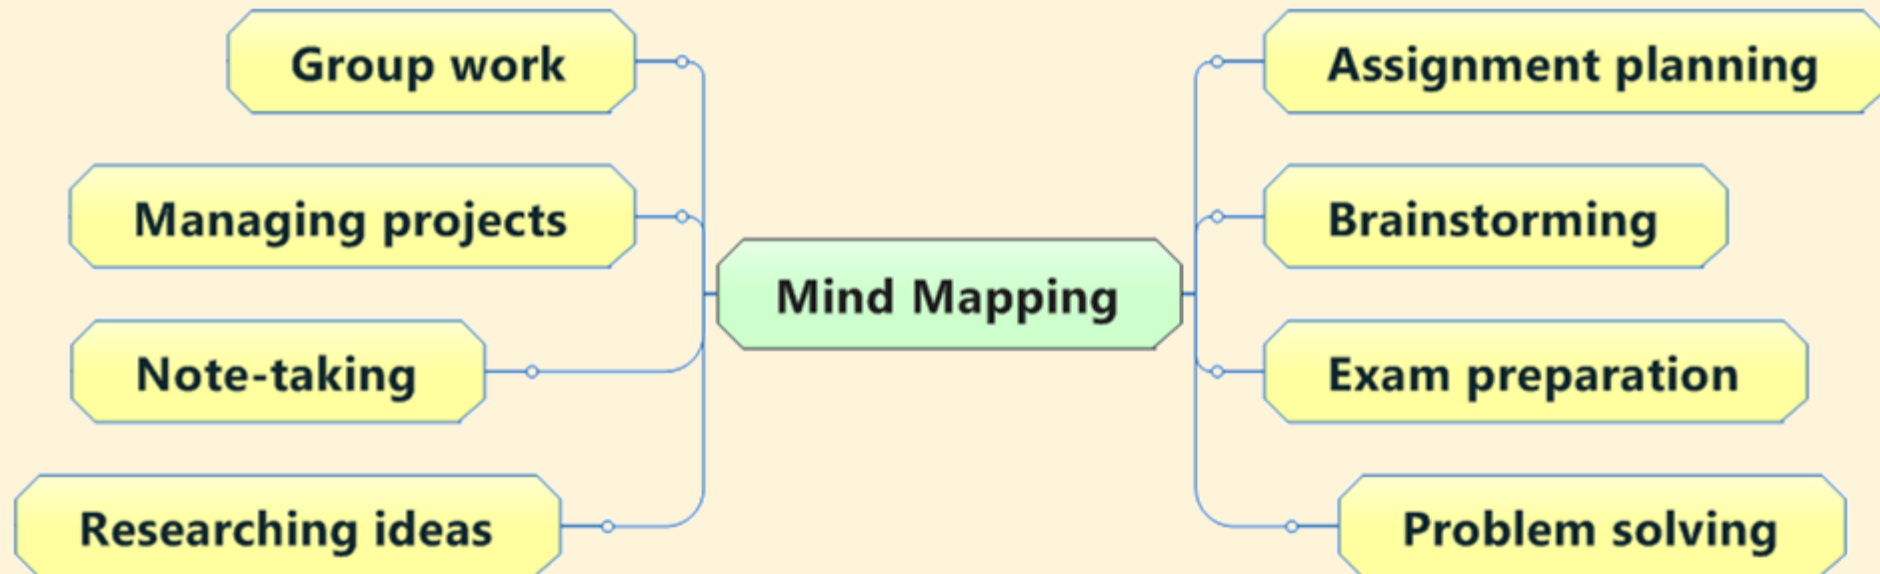 Group work
Managing projects
Note-taking
Researching ideas
Mind Mapping
Assignment planning
Brainstorming
Exam preparation
Problem solving